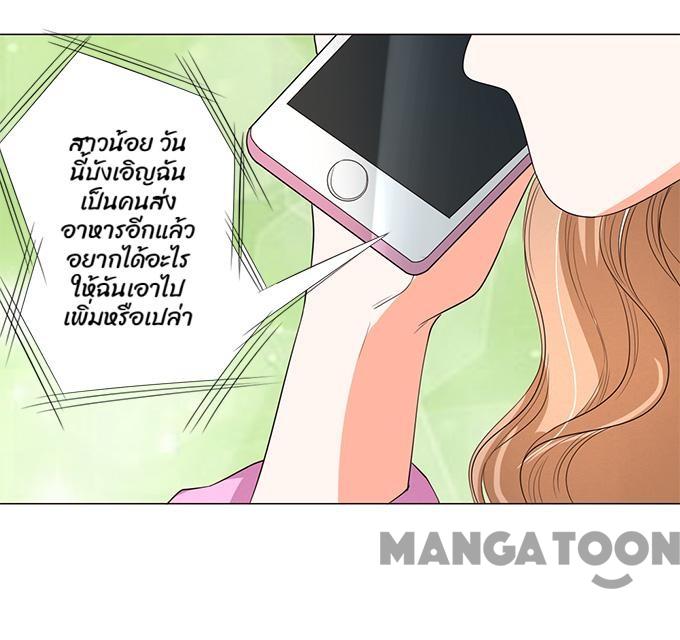 สาวน้อย วัน
นี้บังเอิญฉัน
เป็นคนส่ง
อาหารอีกแล้ว
อยากได้อะไร
ให้ฉันเอาไป
เพิ่มหรือเปล่า
MANGATOON